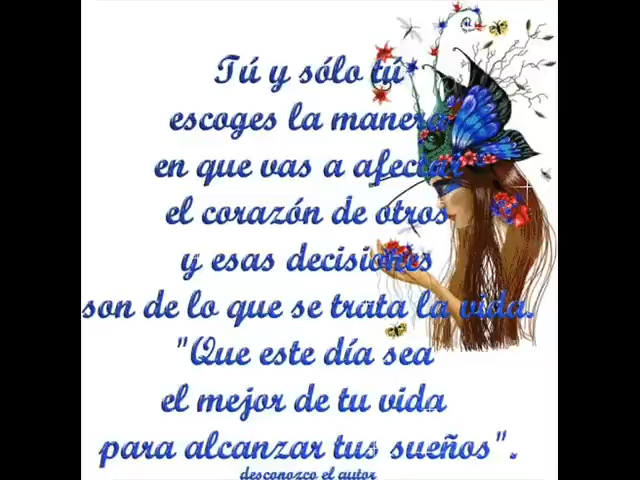 Tú y sólo tú
escoges la manera
en que vas a afectar
el corazón de otros
y esas decisiones
son de lo que se trata la vida.
"Que este día sea
el mejor de tu vida
para alcanzar tus sueños".
desconozco el autor